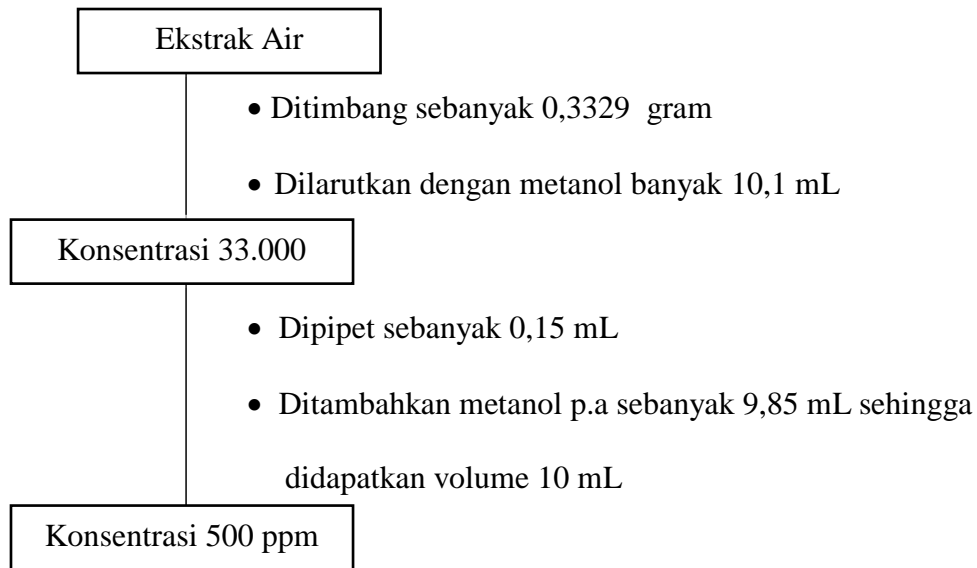 Ekstrak Air
• Ditimbang sebanyak 0,3329 gram
• Dilarutkan dengan metanol banyak 10,1 mL
Konsentrasi 33.000
• Dipipet sebanyak 0,15 mL
• Ditambahkan metanol p.a sebanyak 9,85 mL sehingga
didapatkan volume 10 mL
Konsentrasi 500 ppm